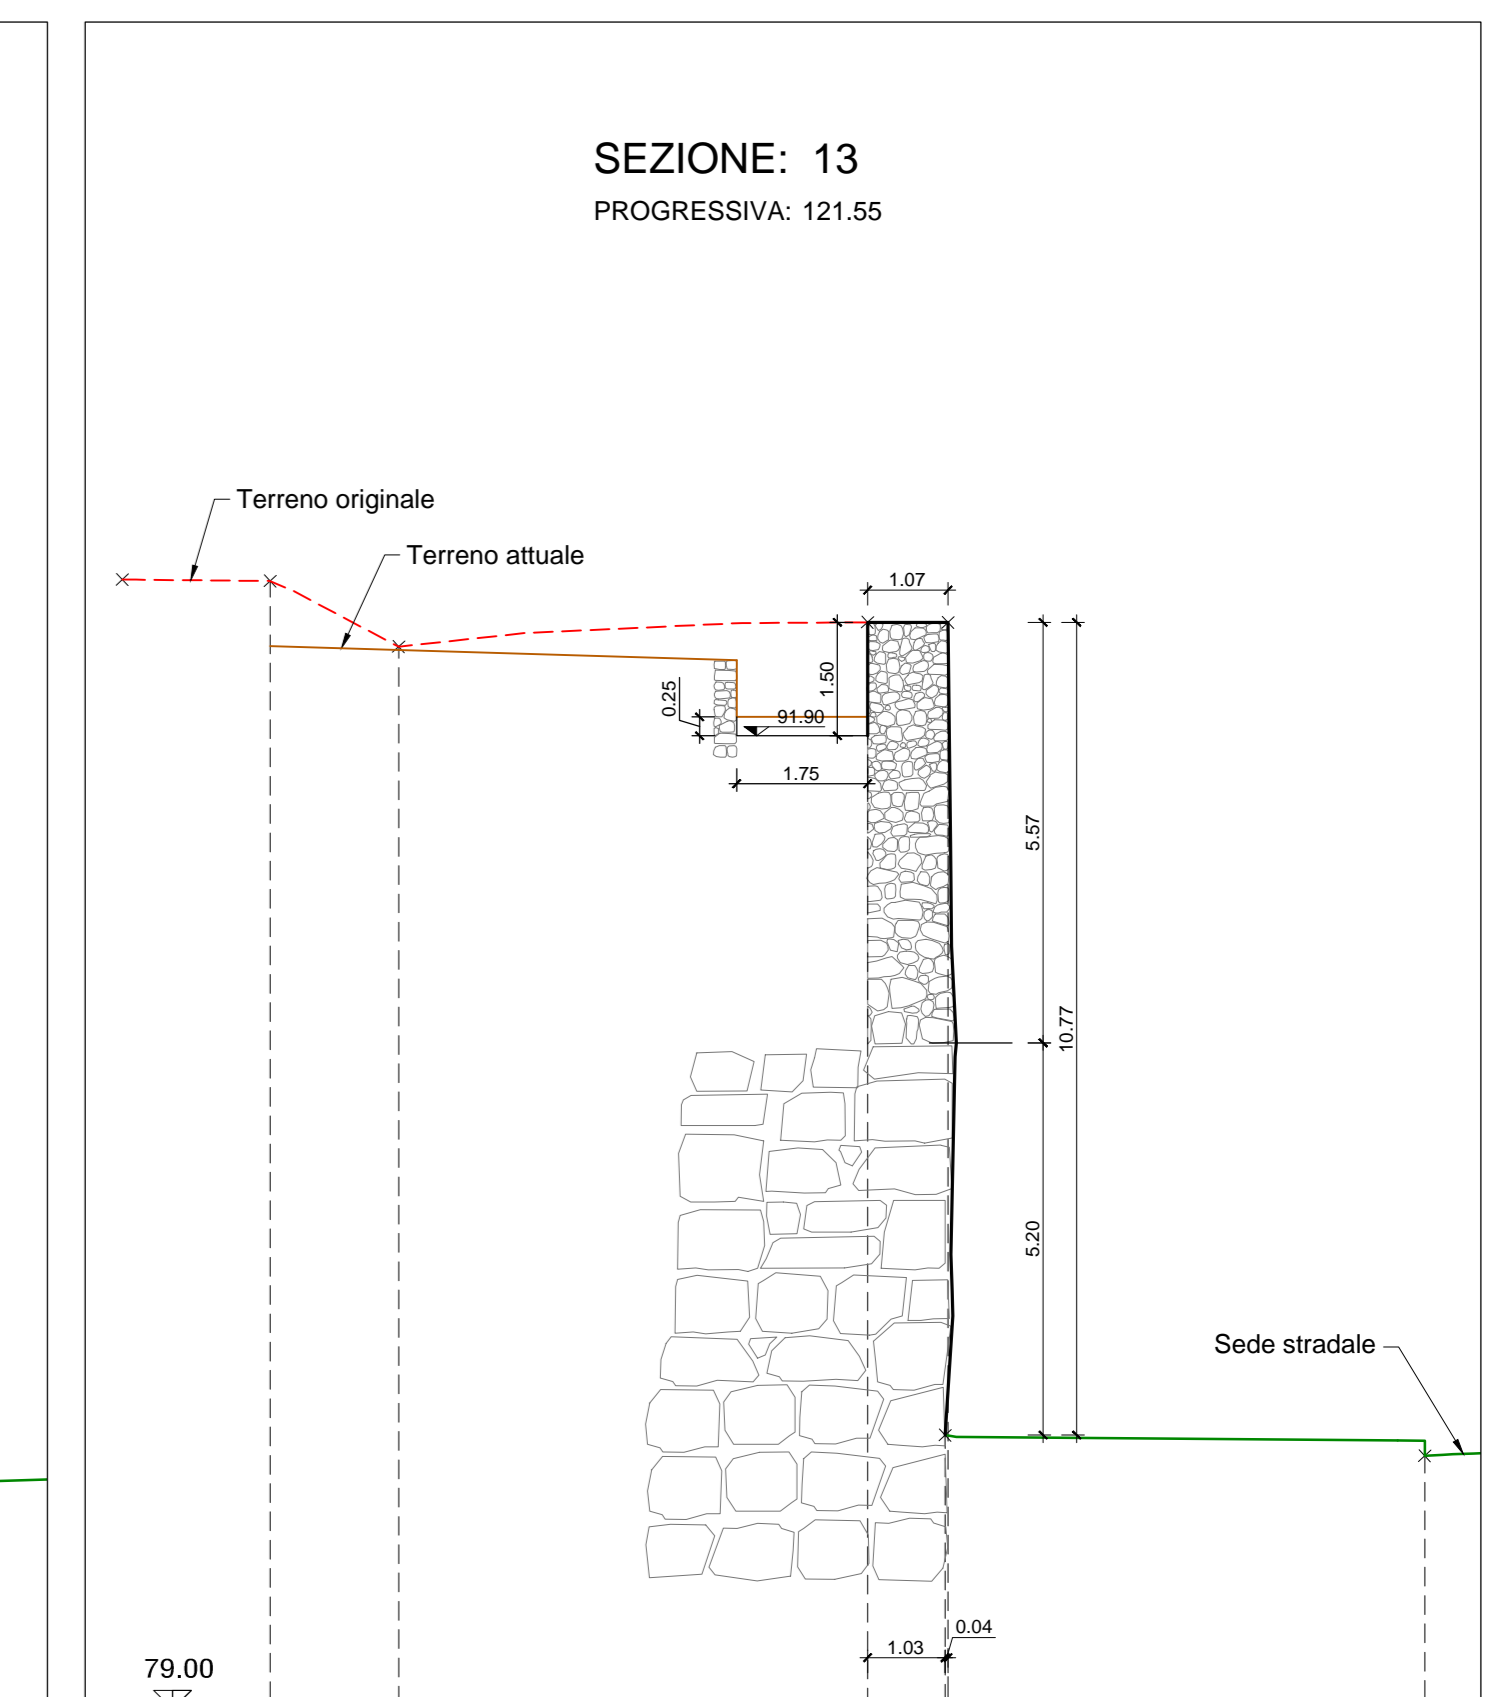 SEZIONE: 13
PROGRESSIVA: 121.55
Terreno originale
Terreno attuale
1.07
1.50
0.25
91.90
1.75
5.57
10.77
5.20
Sede stradale
0.04
1.03
79.00